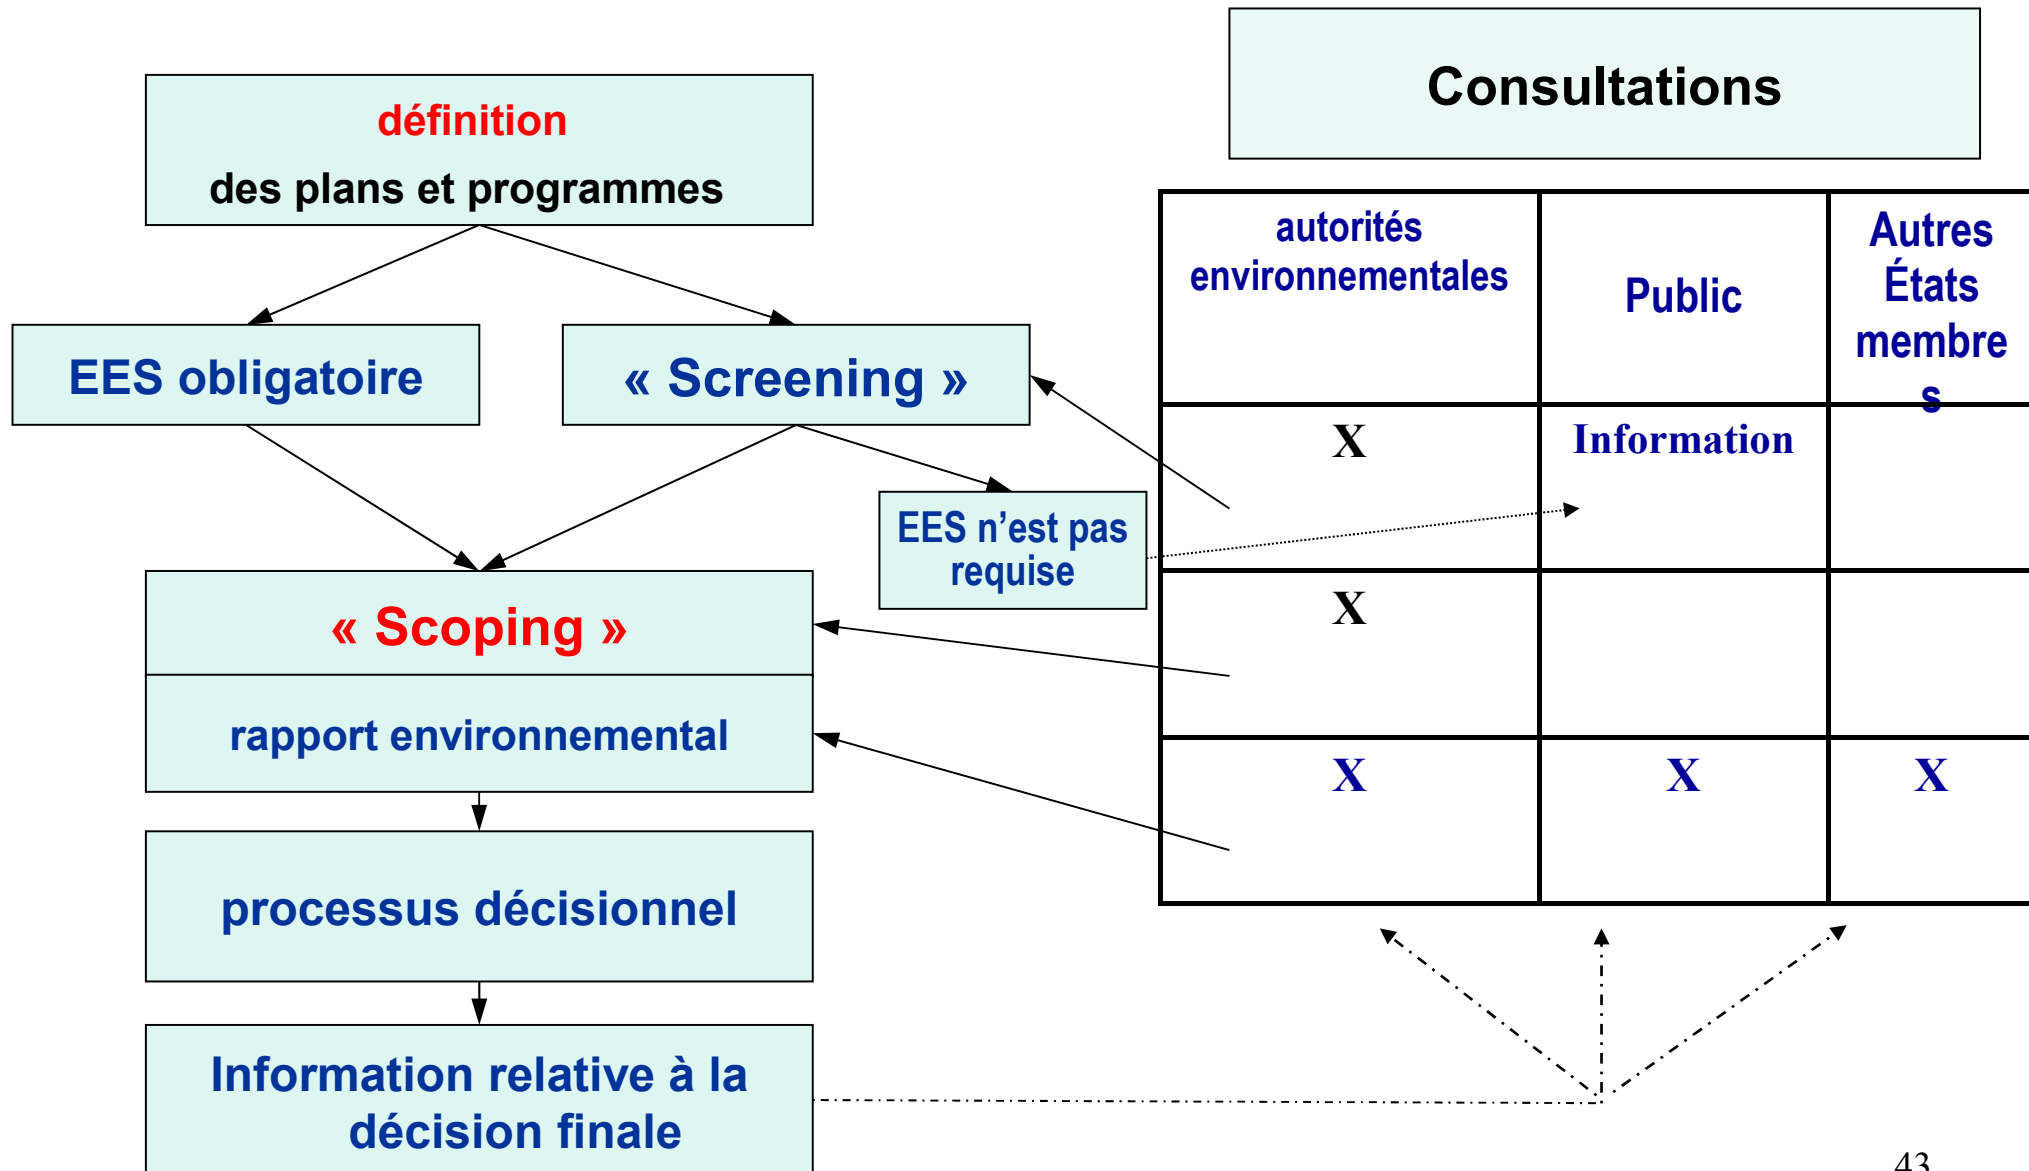 définition
des plans et programmes
EES obligatoire
« Screening »
EES n’est pas
requise
« Scoping »
rapport environnemental
processus décisionnel
Information relative à la
décision finale
Consultations
autorités
environnementales
Public
Autres
États
membre
s
X
Information
X
X
X
X
43